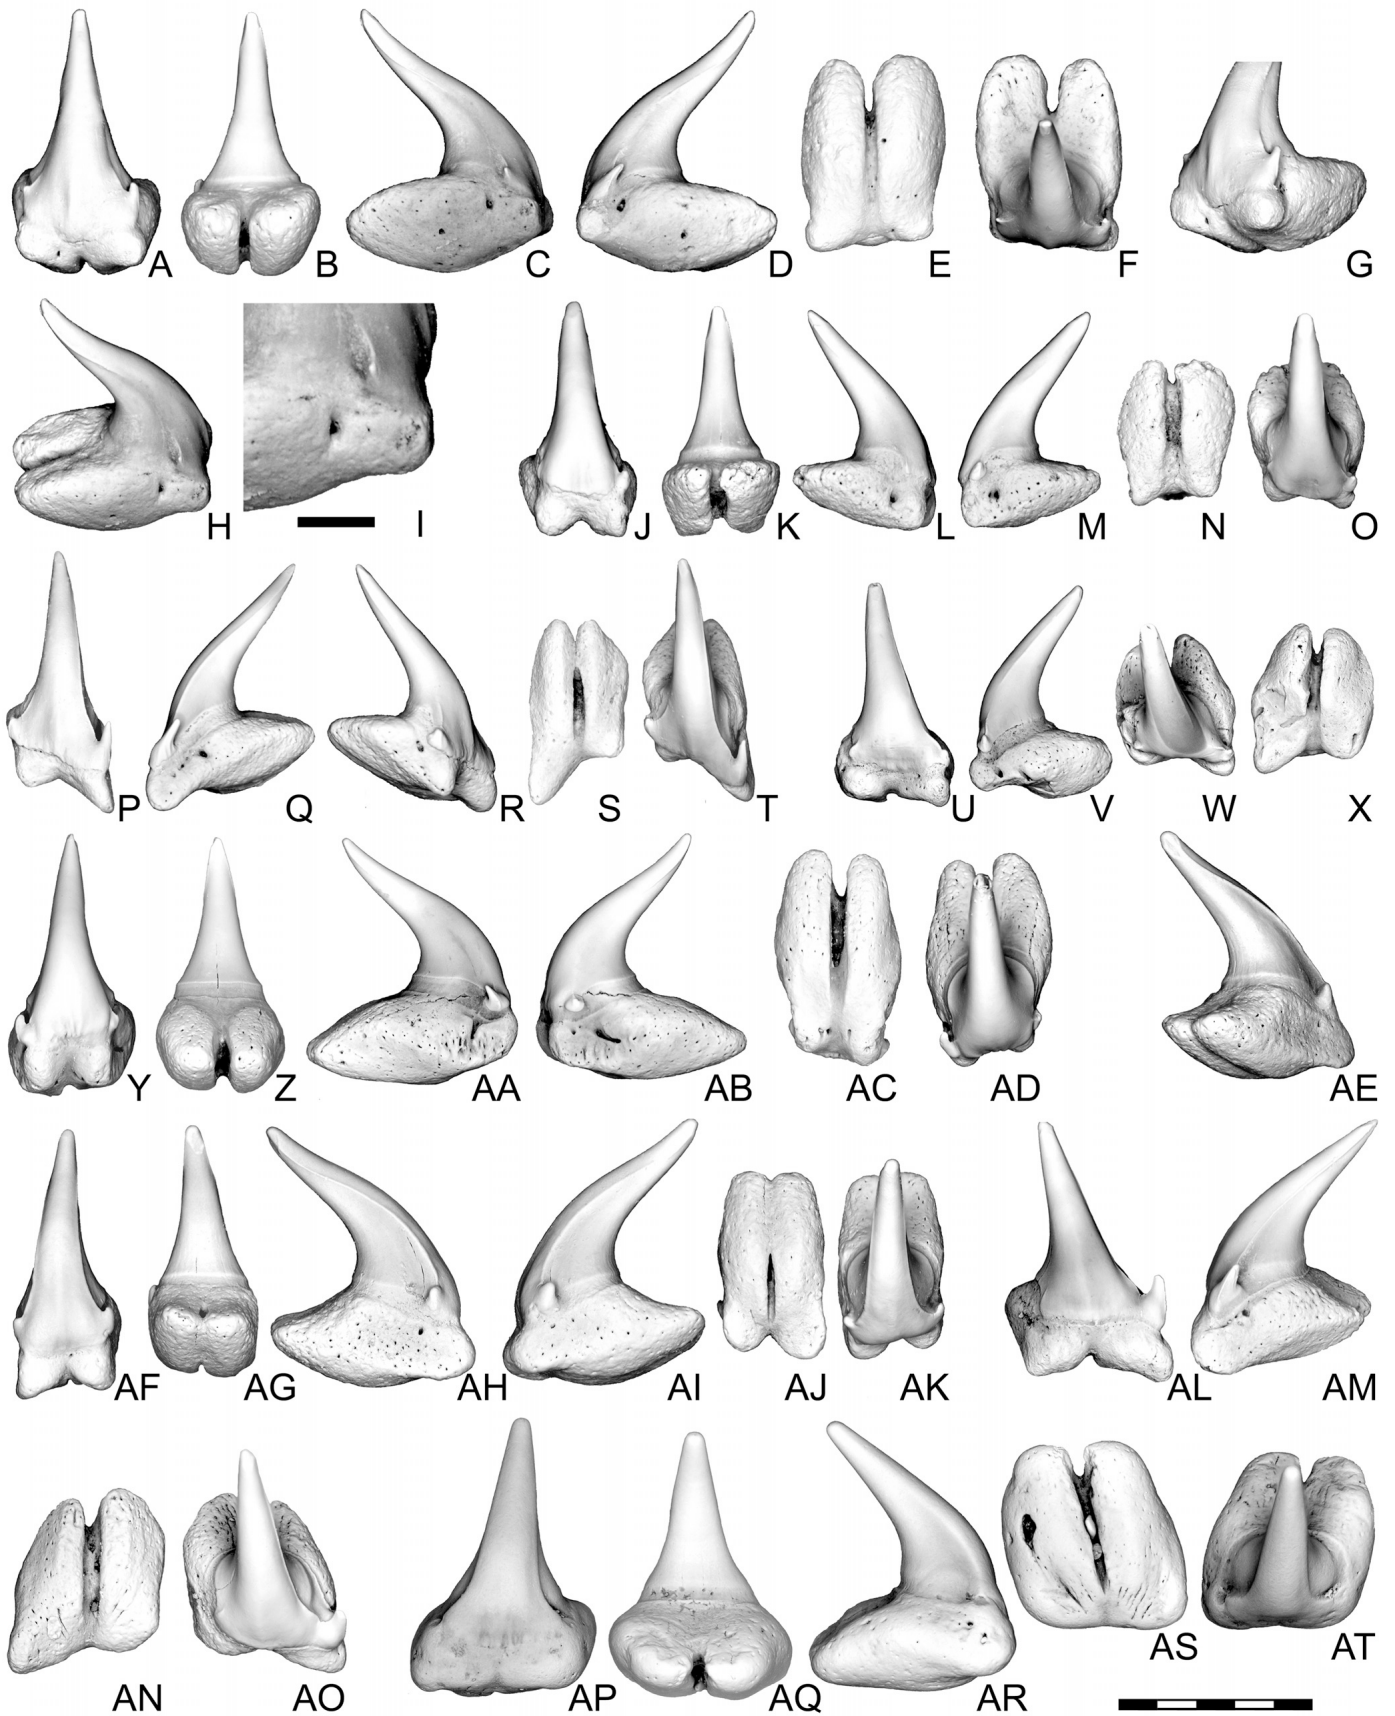 A B C D E F G
H I J K L M N O
P Q R S T U V W X
Y Z AA AB AC AD AE
AF AG AH AI AJ AK AL AM
AN AO AP AQ AR AS AT